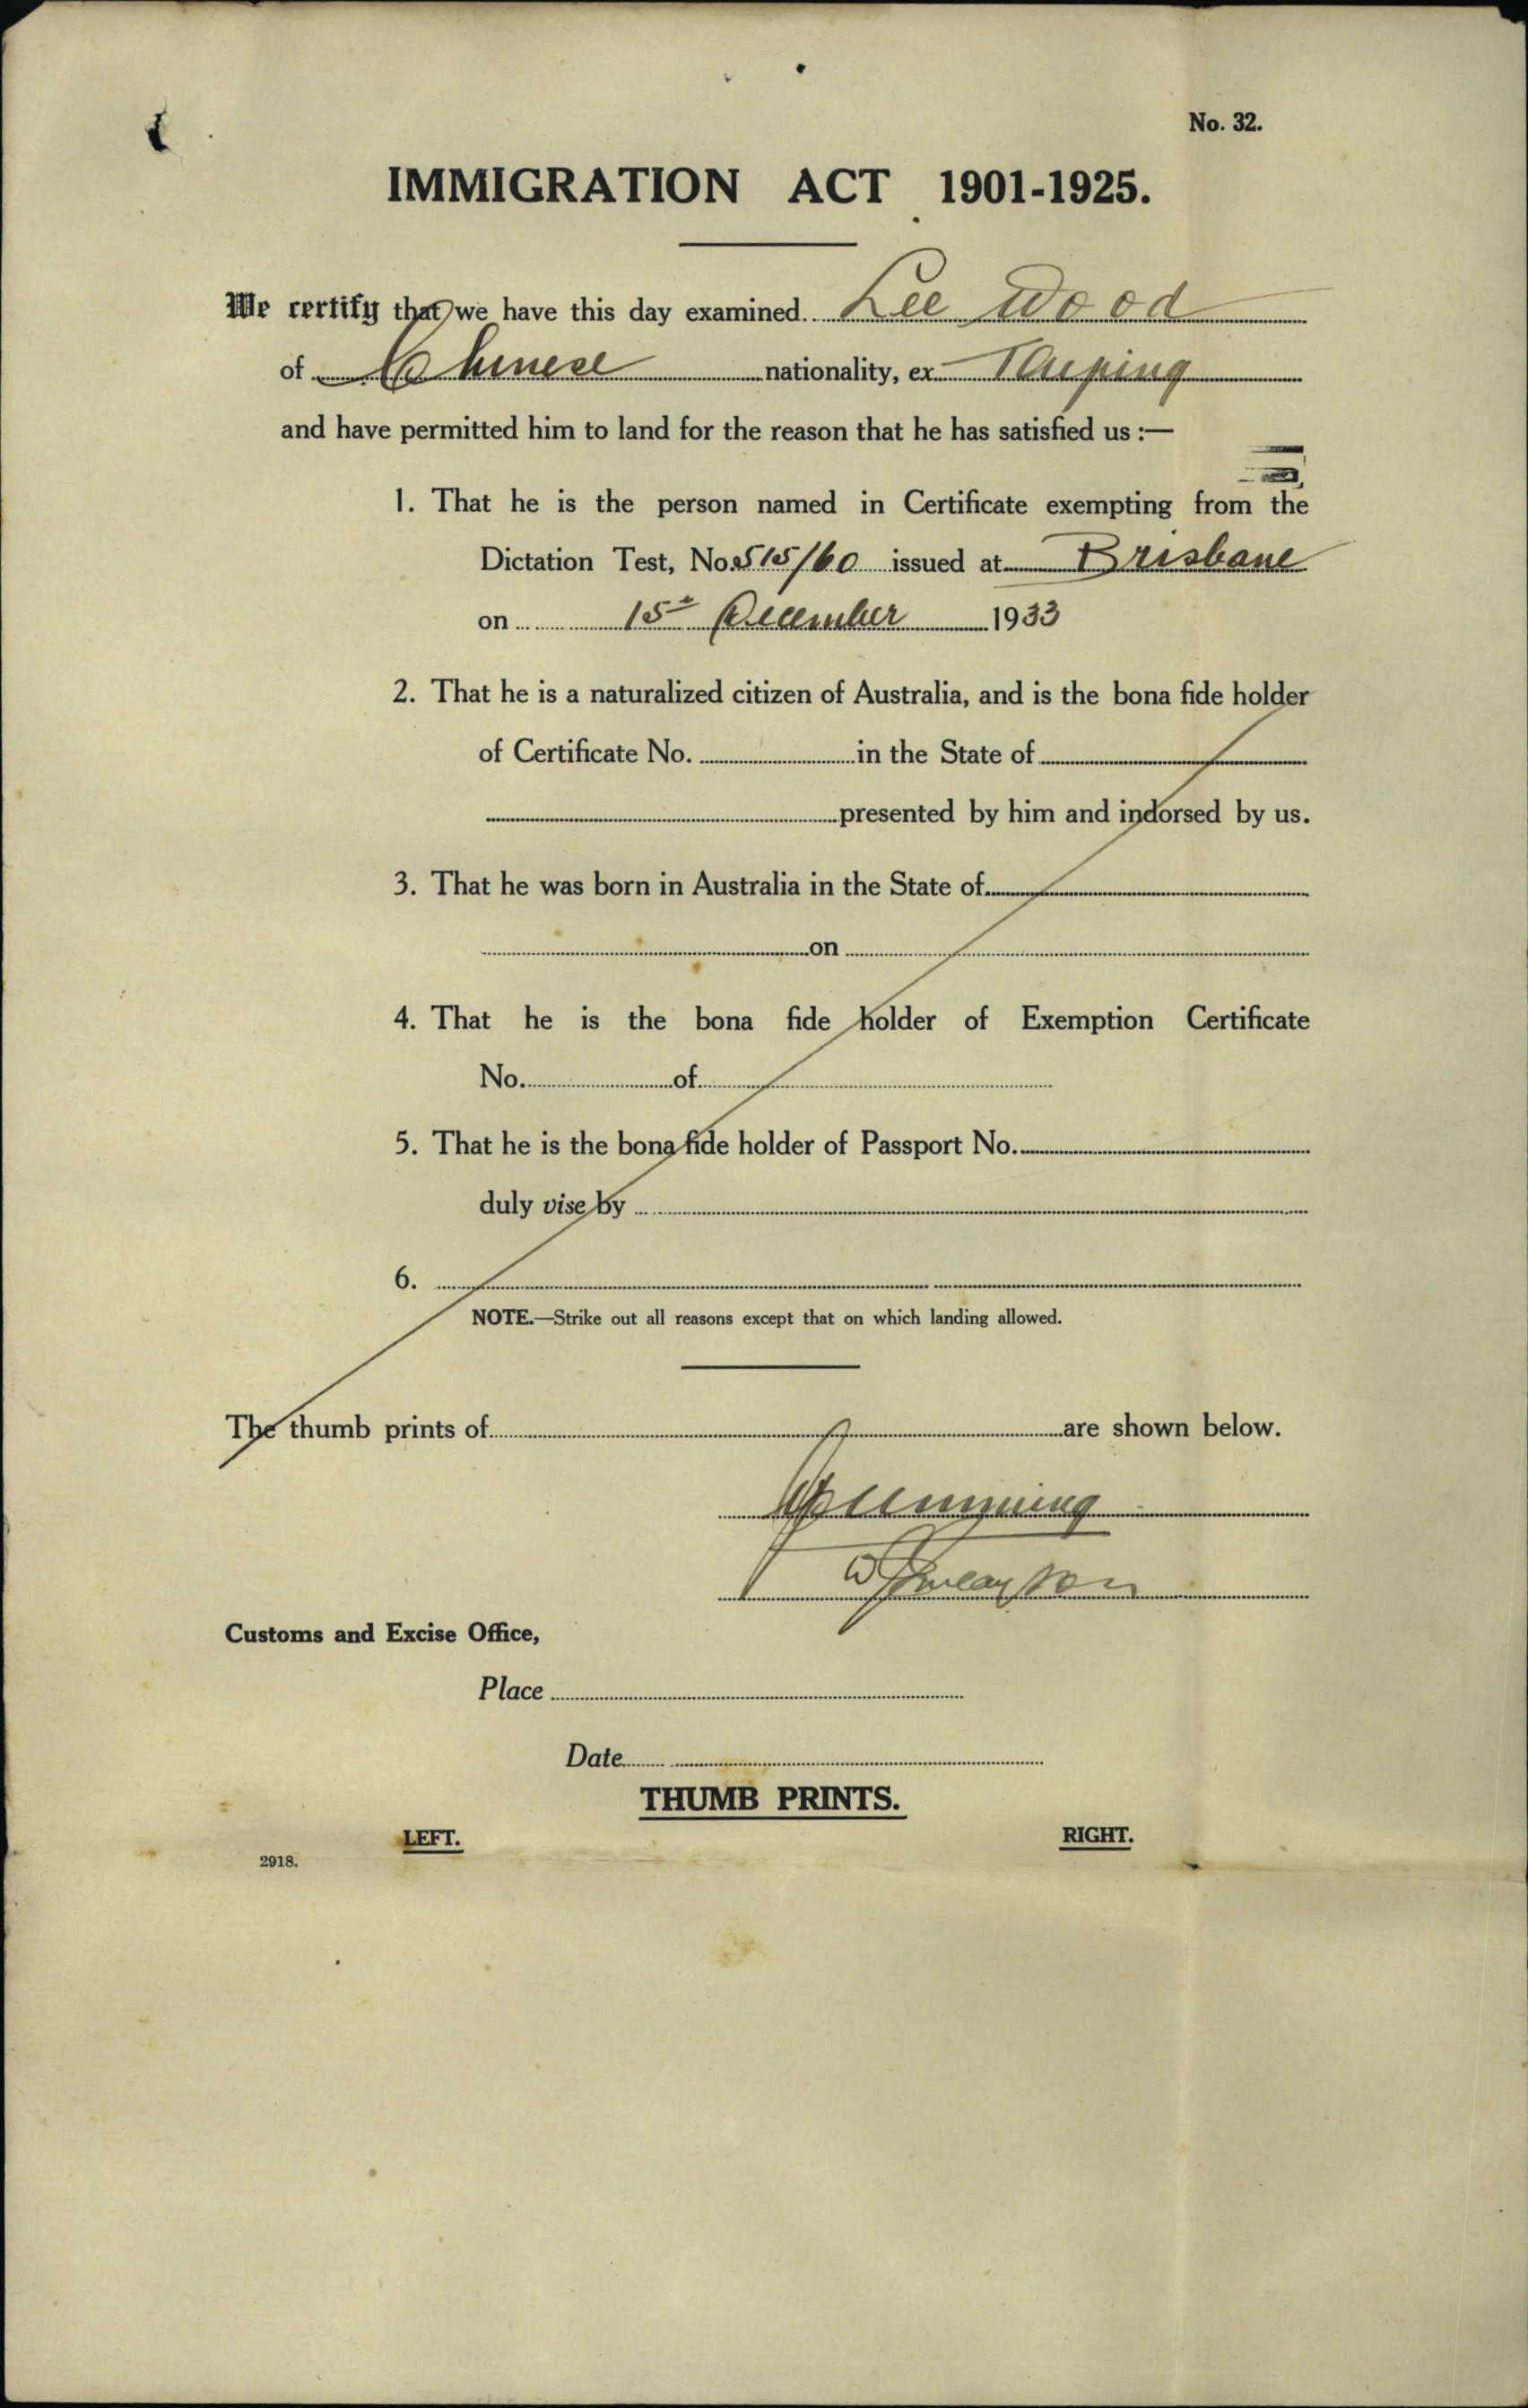 No. 32.
IMMIGRATION ACT 1901-1925.
We certify that we have this day examined Lee Wood
of Chinese nationality, ex Taiping
and have permitted him to land for the reason that he has satisfied us :—
1. That he is the person named in Certificate exempting from the
Dictation Test, No. 515/60 issued at Brisbane
on 15th December 1933
2. That he is a naturalized citizen of Australia, and is the bona fide holder
of Certificate No. in the State of
presented by him and indorsed by us.
3. That he was born in Australia in the State of
on
4. That he is the bona fide holder of Exemption Certificate
No. of
5. That he is the bona fide holder of Passport No.
duly vise by
6.
NOTE.—Strike out all reasons except that on which landing allowed.
The thumb prints of are shown below.
Customs and Excise Office,
Place
Date
THUMB PRINTS.
LEFT. RIGHT.
2918.